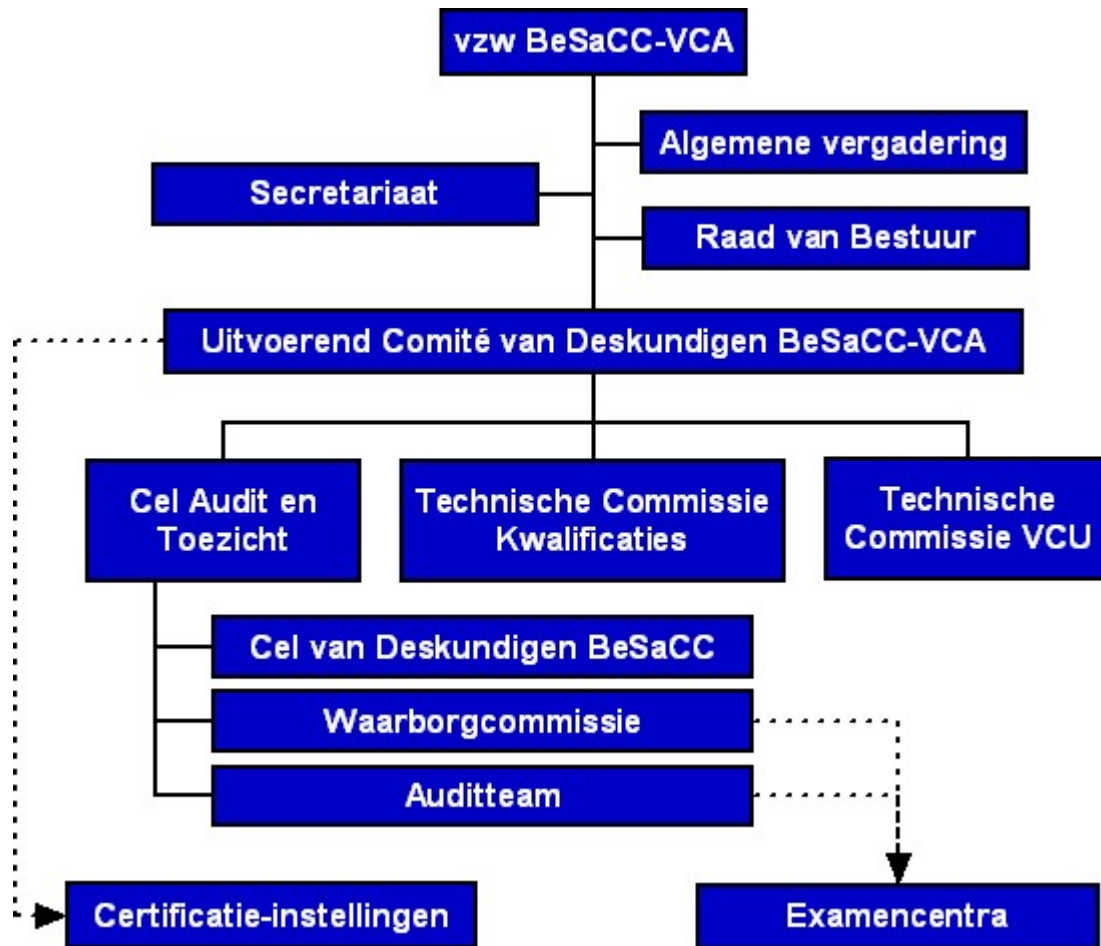 vzw BeSaCC-VCA
Algemene vergadering
Secretariaat
Raad van Bestuur
Uitvoerend Comité van Deskundigen BeSaCC-VCA
Cel Audit en
Toezicht
Technische Commissie
Kwalificaties
Technische
Commissie VCU
Cel van Deskundigen BeSaCC
Waarborgcommissie
Auditteam
Certificatie-instellingen
Examencentra